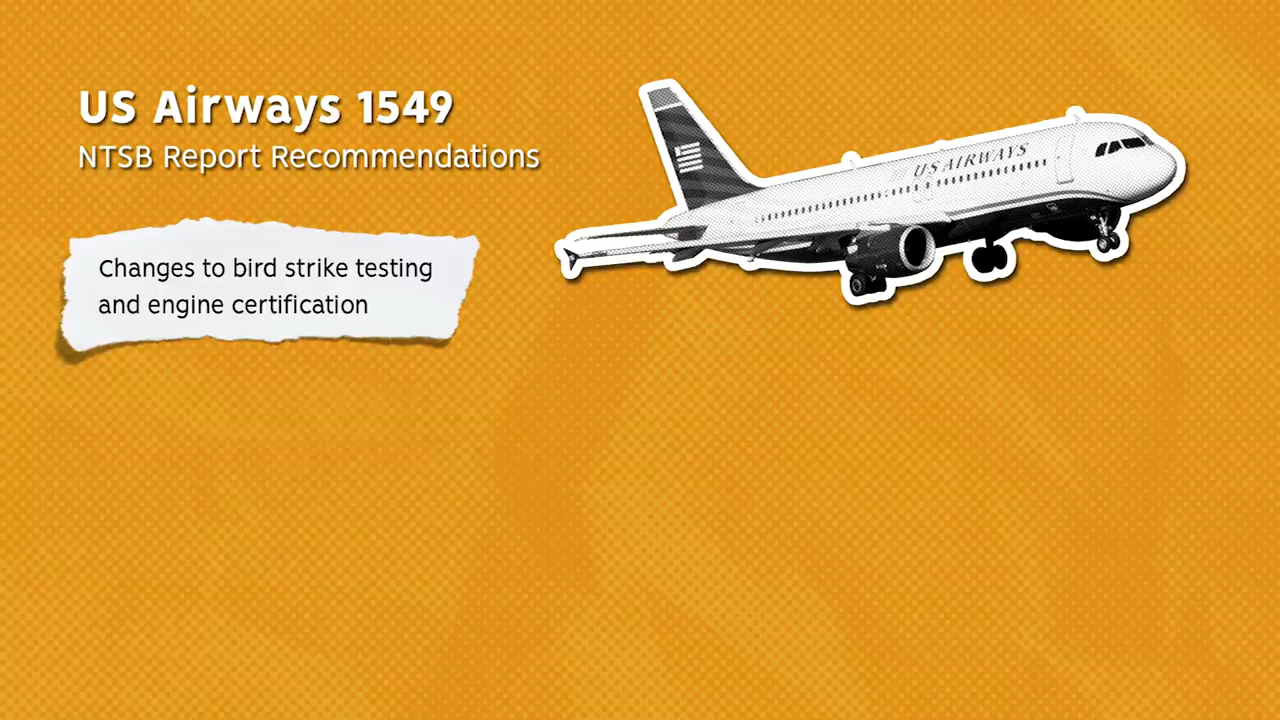 US Airways 1549
NTSB Report Recommendations
US AIRWAYS
Changes to bird strike testing
and engine certification